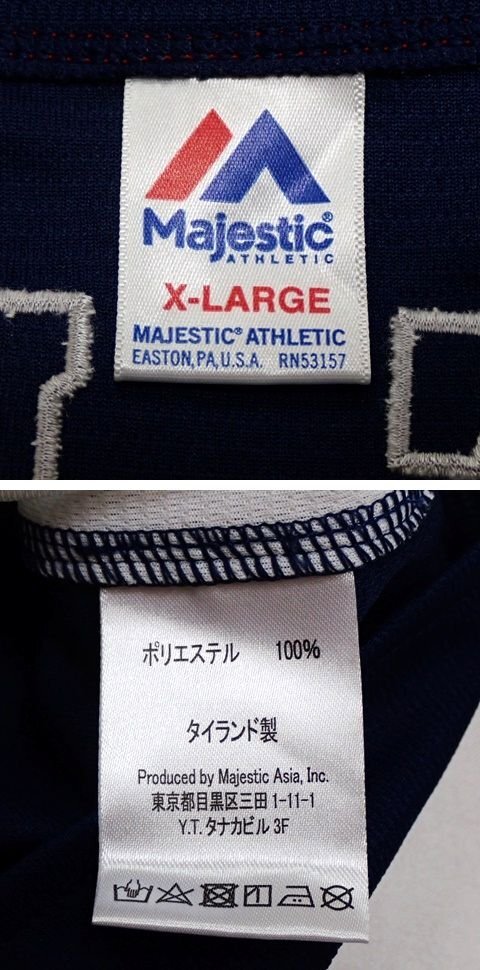 Majestic®
ATHLETIC
X-LARGE
MAJESTIC® ATHLETIC
EASTON,PA,U.S.A. RN53157
ポリエステル 100%
タイランド製
Produced by Majestic Asia, Inc.
東京都目黒区三田 1-11-1
Y.T.タナカビル 3F